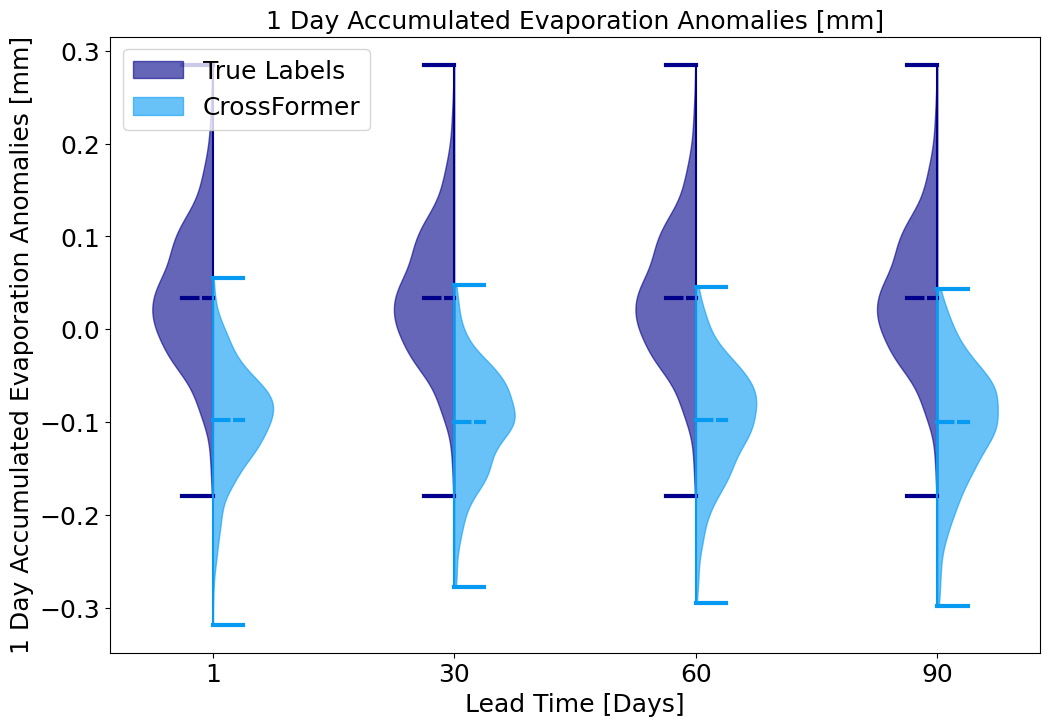 1 Day Accumulated Evaporation Anomalies [mm]
1 Day Accumulated Evaporation Anomalies [mm]
0.3
0.2
0.1
0.0
−0.1
−0.2
−0.3
True Labels
CrossFormer
1 30 60 90
Lead Time [Days]